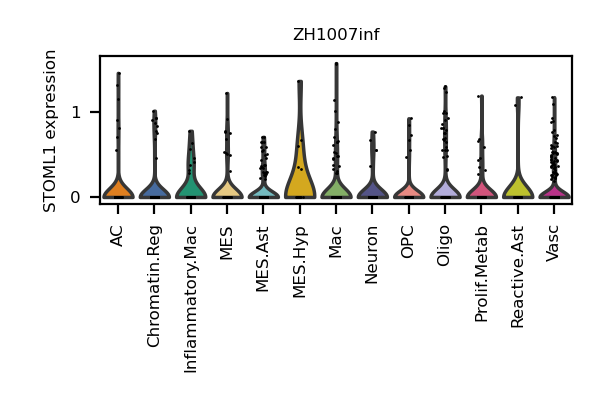 ZH1007inf
STOML1 expression
1
0
AC
Chromatin.Reg
Inflammatory.Mac
MES
MES.Ast
MES.Hyp
Mac
Neuron
OPC
Oligo
Prolif.Metab
Reactive.Ast
Vasc